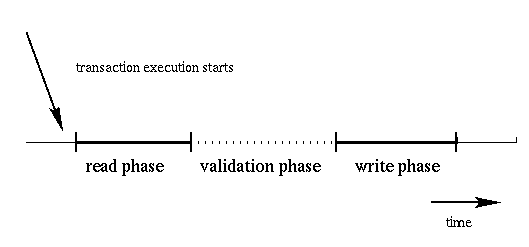 transaction execution starts
read phase
validation phase
write phase
time